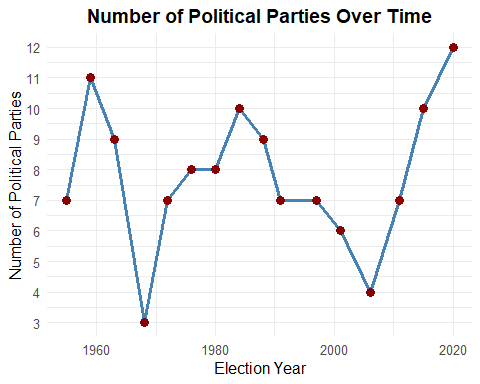 Number of Political Parties Over Time
Number of Political Parties
12
11
10
9
8
7
6
5
4
3
1960 1980 2000 2020
Election Year